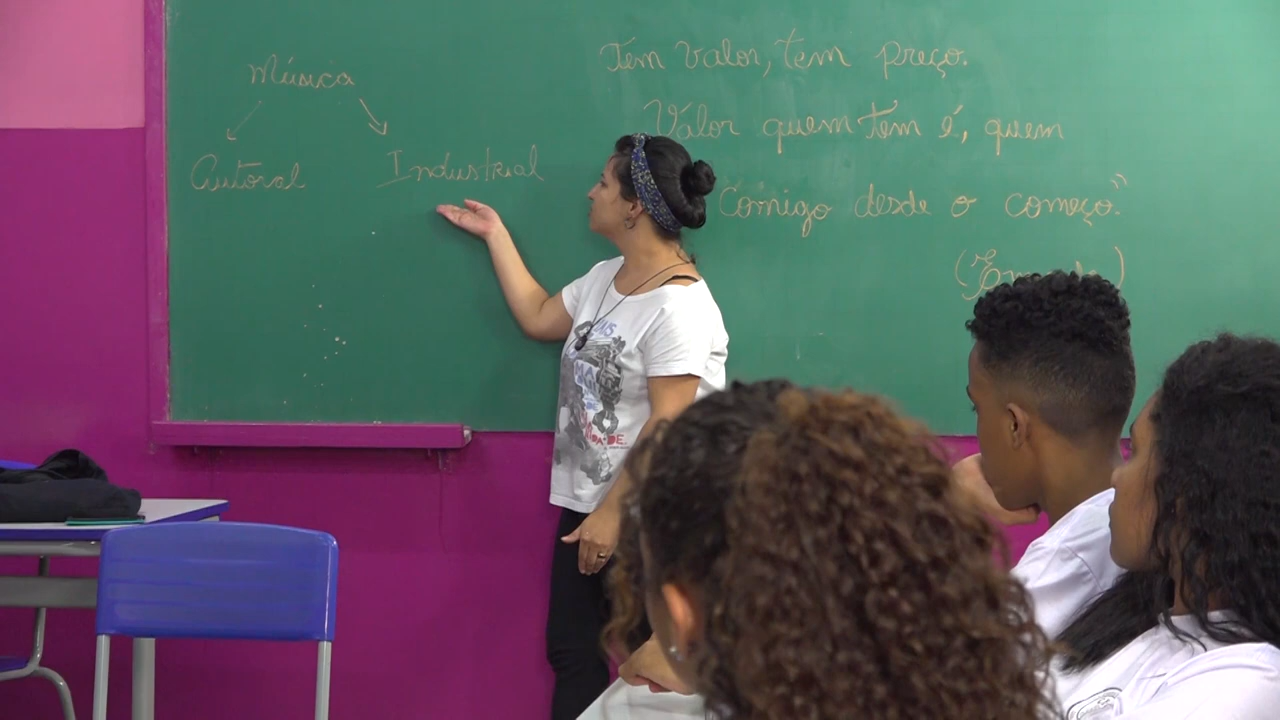 Música
Autoral Industrial
Tem valor, tem preço.
Valor quem tem é, quem
Comigo desde o começo."